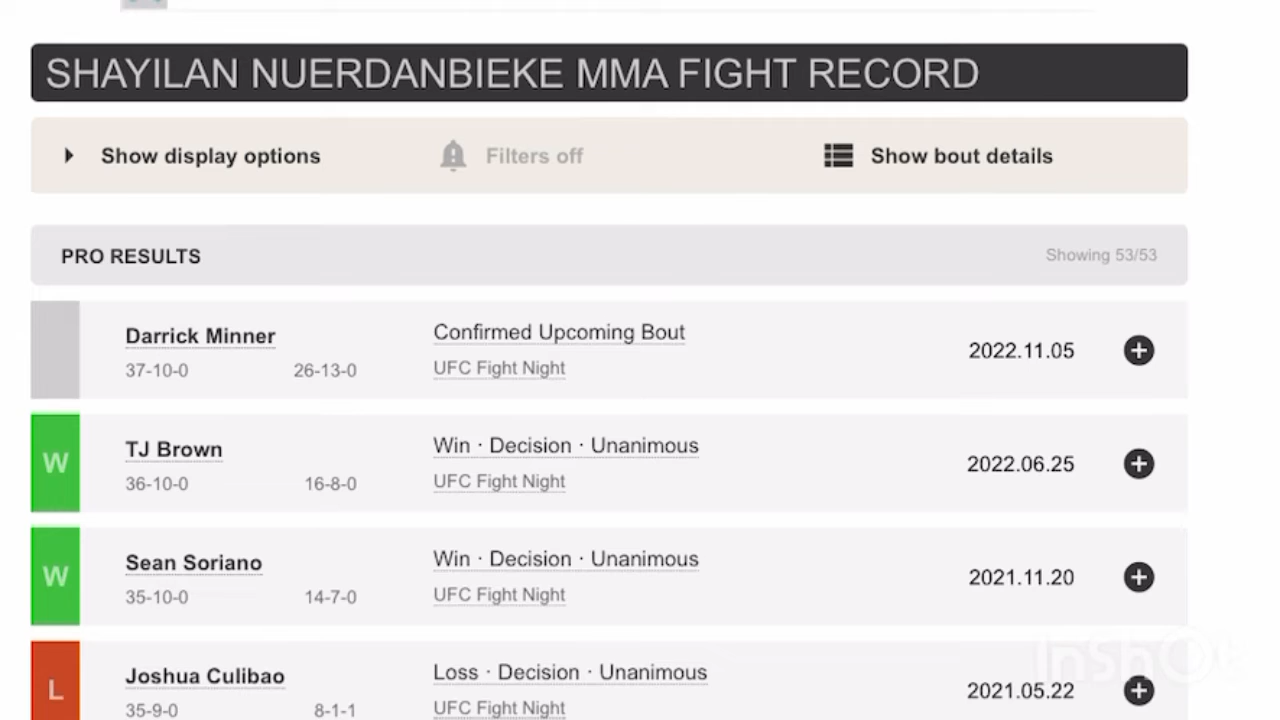 SHAYILAN NUERDANBIEKE MMA FIGHT RECORD
Show display options Filters off Show bout details
PRO RESULTS Showing 53/53
Darrick Minner Confirmed Upcoming Bout 2022.11.05
37-10-0 26-13-0 UFC Fight Night
W TJ Brown Win · Decision · Unanimous 2022.06.25
36-10-0 16-8-0 UFC Fight Night
W Sean Soriano Win · Decision · Unanimous 2021.11.20
35-10-0 14-7-0 UFC Fight Night
L Joshua Culibao Loss · Decision · Unanimous 2021.05.22
35-9-0 8-1-1 UFC Fight Night
InShOt